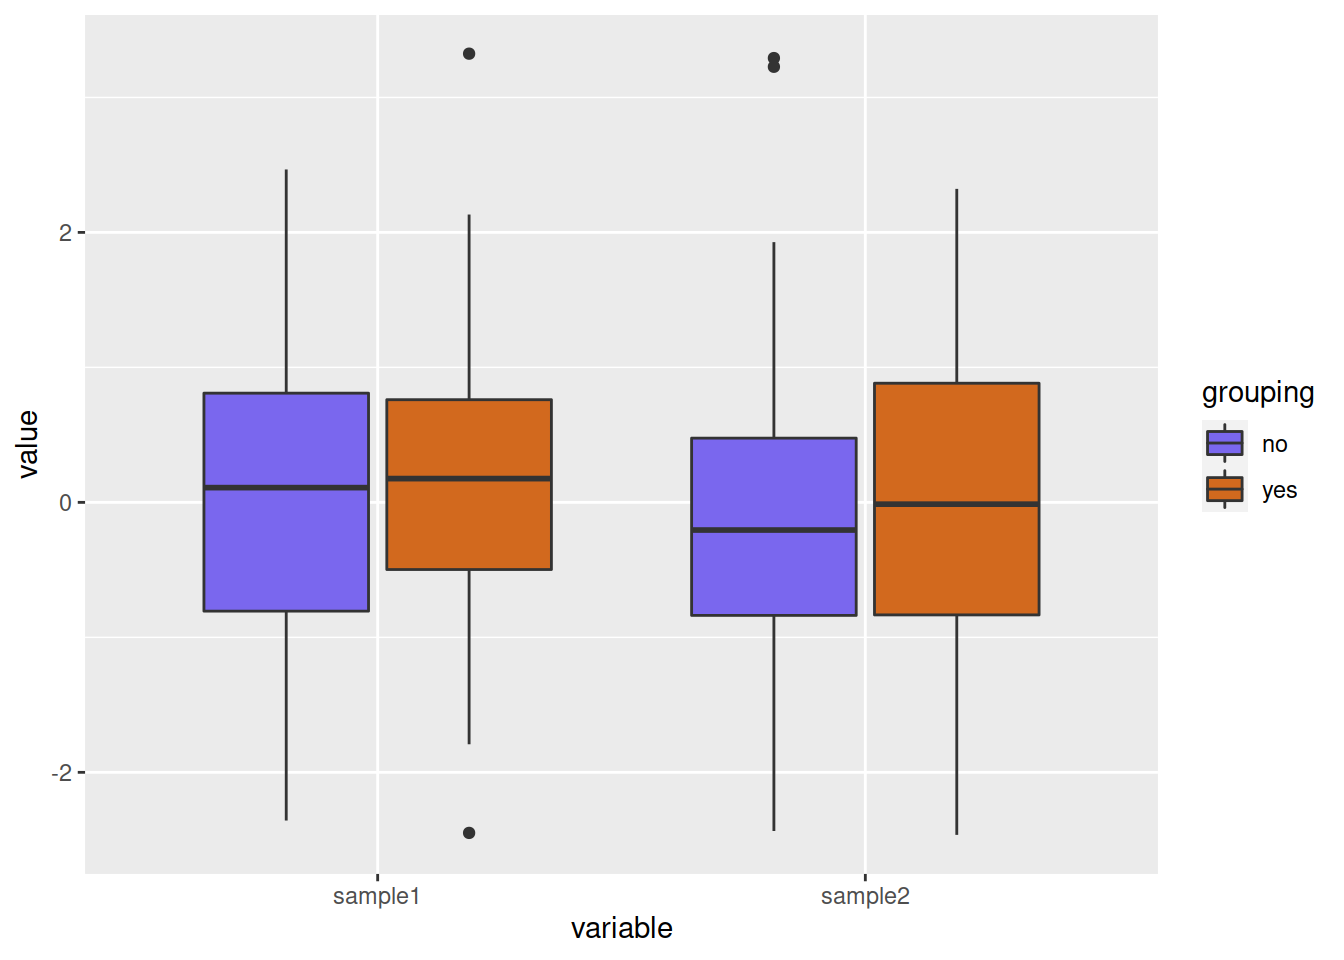 value
2
0
-2
sample1
sample2
variable
grouping
no
yes